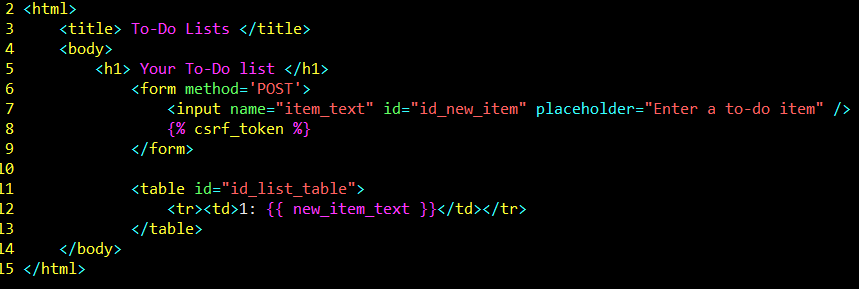 2 <html>
3     <title> To-Do Lists </title>
4     <body>
5         <h1> Your To-Do list </h1>
6             <form method='POST'>
7                 <input name="item_text" id="id_new_item" placeholder="Enter a to-do item" />
8                 {% csrf_token %}
9             </form>
10
11             <table id="id_list_table">
12                 <tr><td>1: {{ new_item_text }}</td></tr>
13             </table>
14     </body>
15 </html>